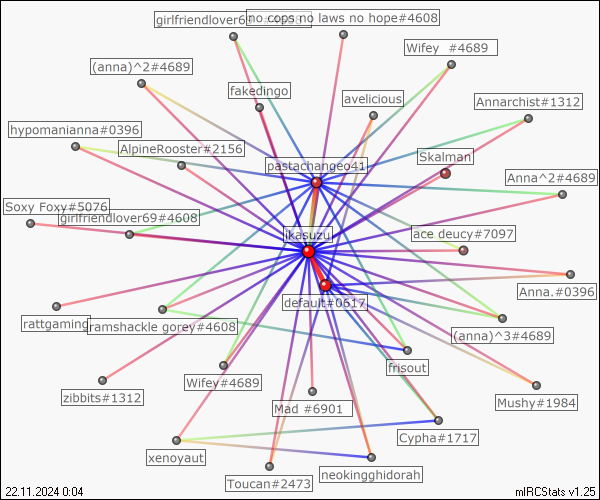 girlfriendlover69#4608
no cops no laws no hope#4608
Wifey #4689
(anna)^2#4689
fakedingo
avelicious
Annarchist#1312
hypomanianna#0396
AlpineRooster#2156
pastachangeo41
Skalman
Anna^2#4689
Soxy Foxy#5076
girlfriendlover69#4608
ikasuzu
ace deucy#7097
Anna.#0396
default#0617
rattgaming
ramshackle gorey#4608
(anna)^3#4689
frisout
Wifey#4689
zibbits#1312
Mad #6901
Mushy#1984
Cypha#1717
xenoyaut
neokingghidorah
Toucan#2473
22.11.2024 0:04
mIRCStats v1.25